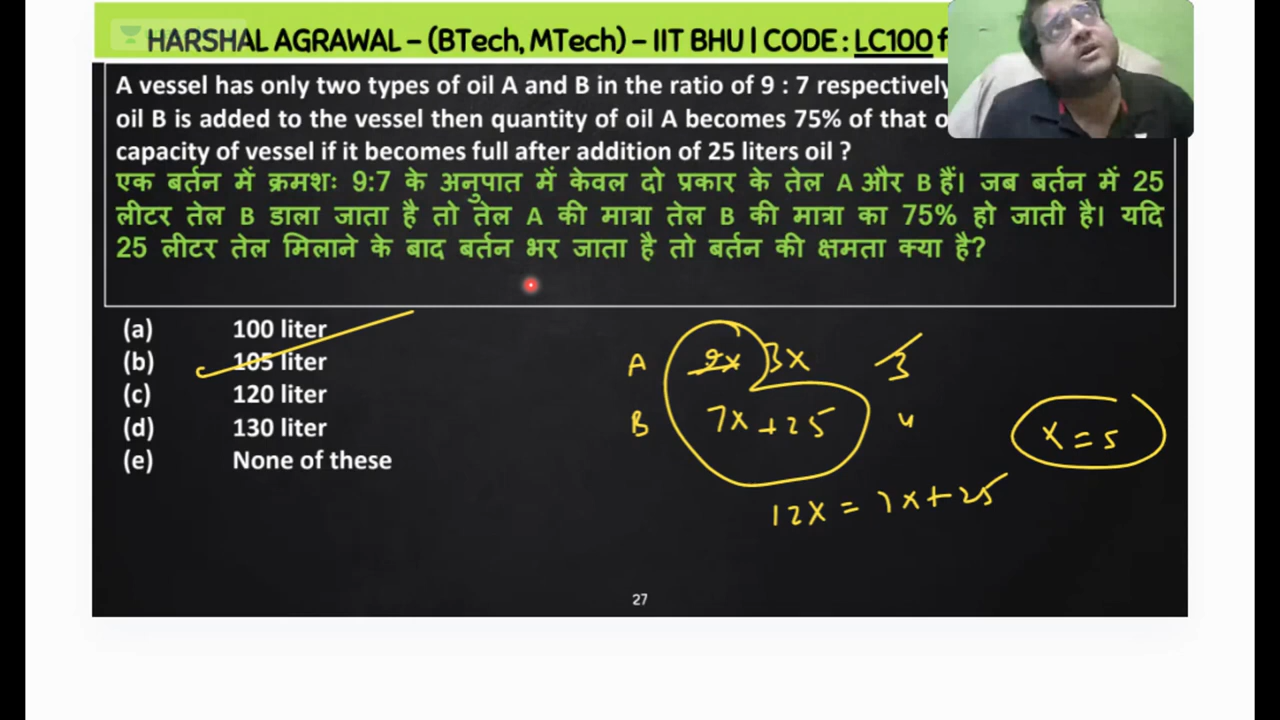 HARSHAL AGRAWAL – (BTech, MTech) – IIT BHU | CODE : LC100 f
A vessel has only two types of oil A and B in the ratio of 9 : 7 respectively
oil B is added to the vessel then quantity of oil A becomes 75% of that o
capacity of vessel if it becomes full after addition of 25 liters oil ?
एक बर्तन में क्रमशः 9:7 के अनुपात में केवल दो प्रकार के तेल A और B हैं। जब बर्तन में 25
लीटर तेल B डाला जाता है तो तेल A की मात्रा तेल B की मात्रा का 75% हो जाती है। यदि
25 लीटर तेल मिलाने के बाद बर्तन भर जाता है तो बर्तन की क्षमता क्या है?
(a) 100 liter
(b) 105 liter
(c) 120 liter
(d) 130 liter
(e) None of these
A 9x 3x 3
B 7x + 25 4
x = 5
12x = 7x + 25
27